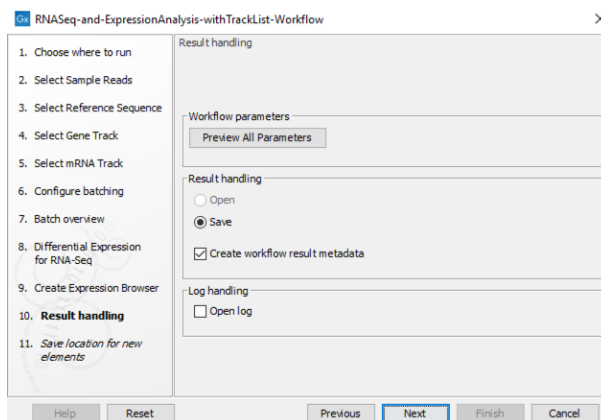 Gx RNASeq-and-ExpressionAnalysis-withTrackList-Workflow
1. Choose where to run
2. Select Sample Reads
3. Select Reference Sequence
4. Select Gene Track
5. Select mRNA Track
6. Configure batching
7. Batch overview
8. Differential Expression
for RNA-Seq
9. Create Expression Browser
10. Result handling
11. Save location for new
elements
Result handling
Workflow parameters
Preview All Parameters
Result handling
Open
Save
Create workflow result metadata
Log handling
Open log
Help Reset Previous Next Finish Cancel